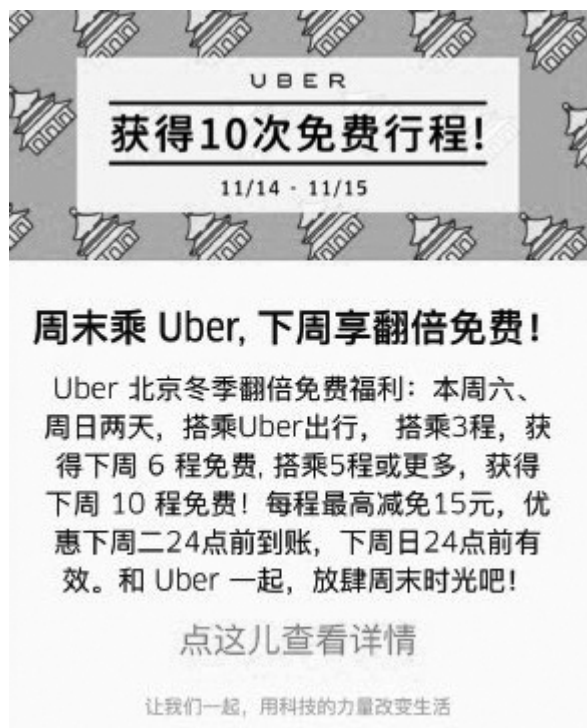 UBER
获得10次免费行程!
11/14 - 11/15
周末乘 Uber, 下周享翻倍免费!
Uber 北京冬季翻倍免费福利：本周六、
周日两天，搭乘Uber出行， 搭乘3程，获
得下周 6 程免费, 搭乘5程或更多，获得
下周 10 程免费！每程最高减免15元，优
惠下周二24点前到账，下周日24点前有
效。和 Uber 一起，放肆周末时光吧！
点这儿查看详情
让我们一起，用科技的力量改变生活